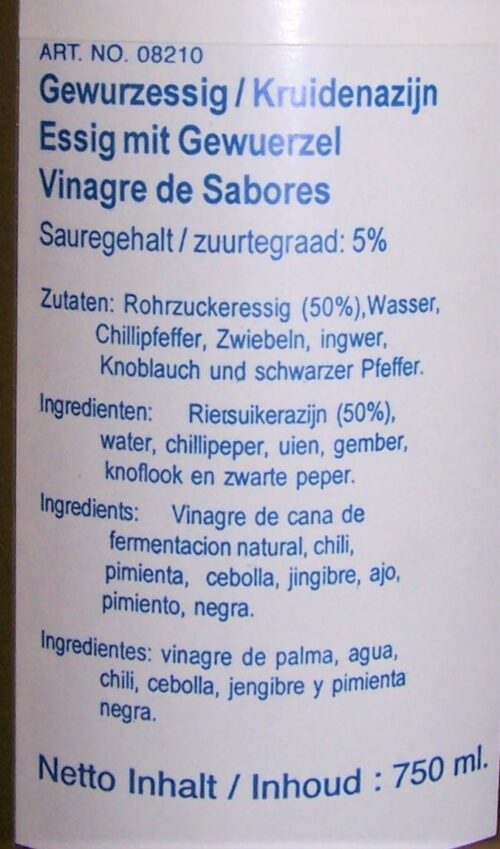 ART. NO. 08210
Gewurzessig / Kruidenazijn
Essig mit Gewuerzel
Vinagre de Sabores
Sauregehalt / zuurtegraad: 5%
Zutaten: Rohrzuckeressig (50%),Wasser,
Chillipfeffer, Zwiebeln, ingwer,
Knoblauch und schwarzer Pfeffer.
Ingredienten: Rietsuikerazijn (50%),
water, chillipeper, uien, gember,
knoflook en zwarte peper.
Ingredients: Vinagre de cana de
fermentacion natural, chili,
pimienta, cebolla, jingibre, ajo,
pimiento, negra.
Ingredientes: vinagre de palma, agua,
chili, cebolla, jengibre y pimienta
negra.
Netto Inhalt / Inhoud : 750 ml.